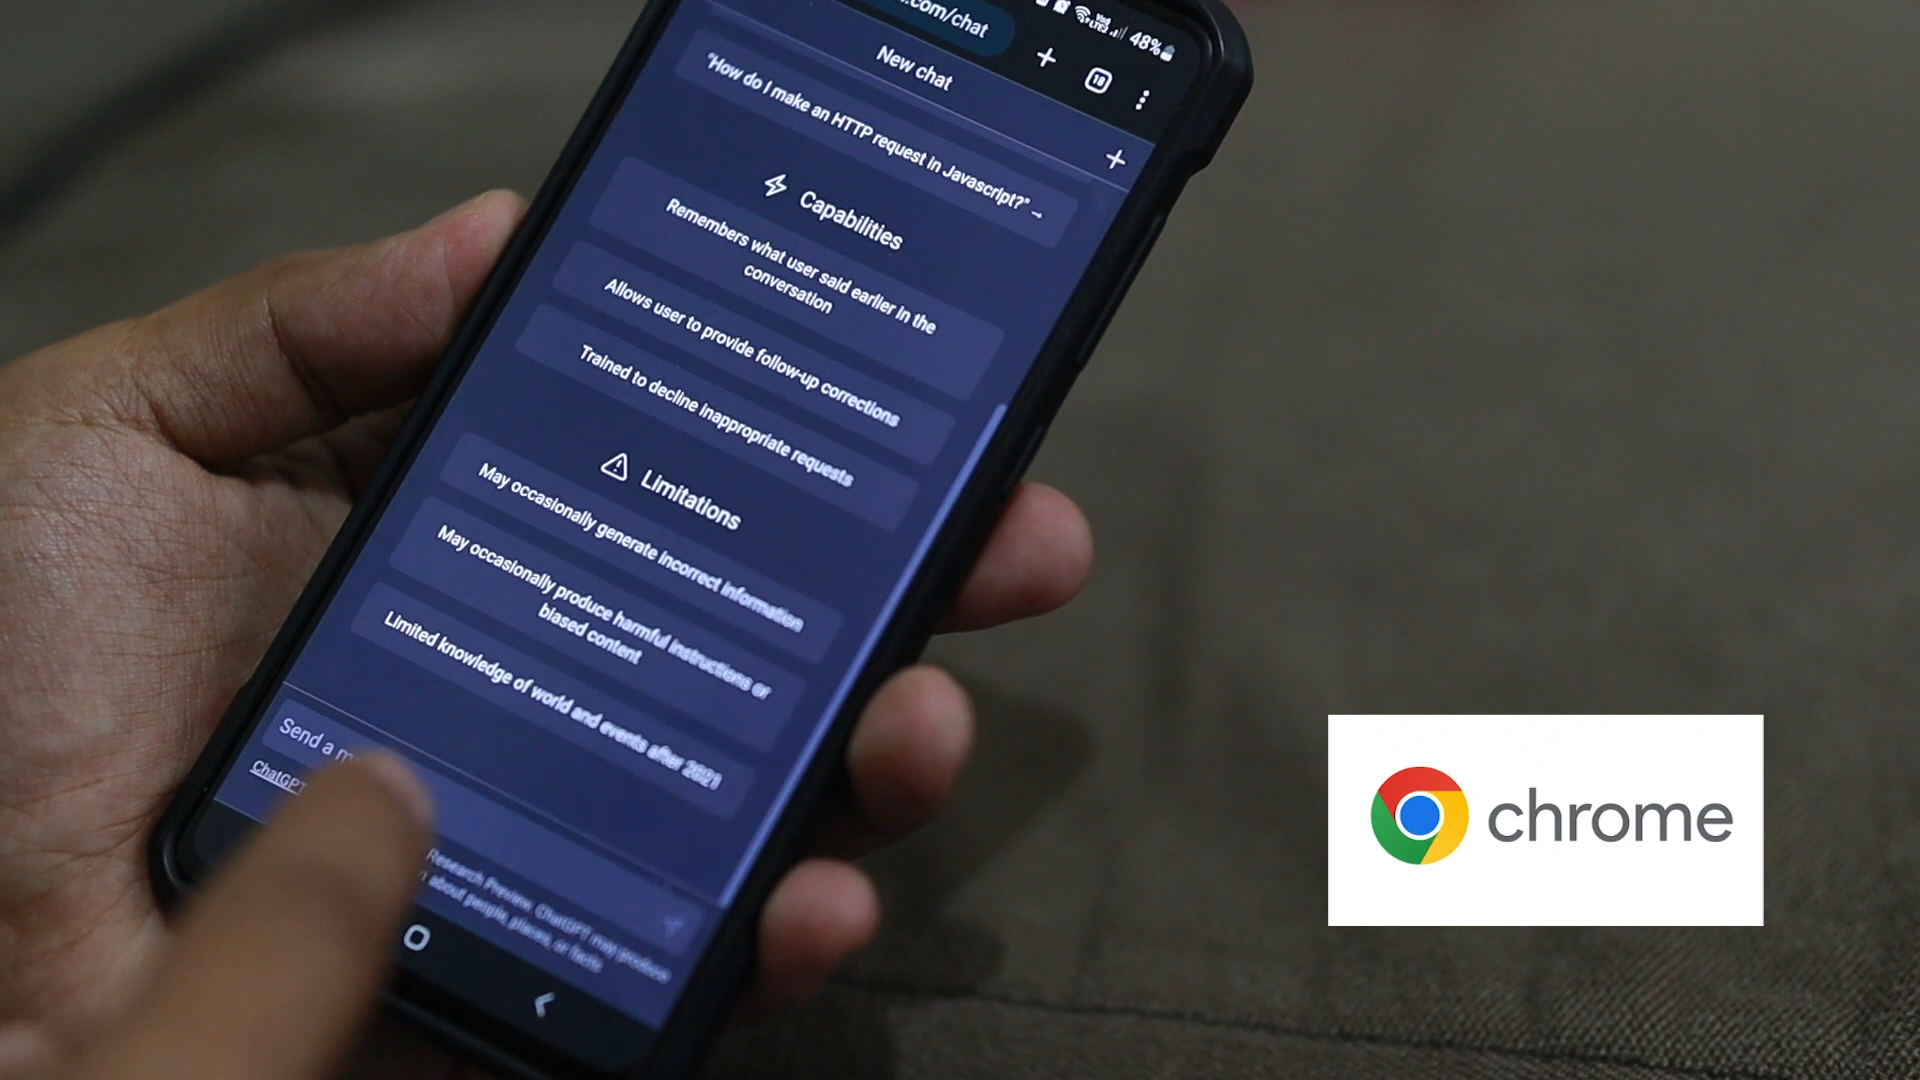 .com/chat
Vo))
LTE2
48%
18
New chat
"How do I make an HTTP request in Javascript?" →
Capabilities
Remembers what user said earlier in the
conversation
Allows user to provide follow-up corrections
Trained to decline inappropriate requests
Limitations
May occasionally generate incorrect information
May occasionally produce harmful instructions or
biased content
Limited knowledge of world and events after 2021
Send a m
ChatGPT
Research Preview. ChatGPT may produce
about people, places, or facts
chrome